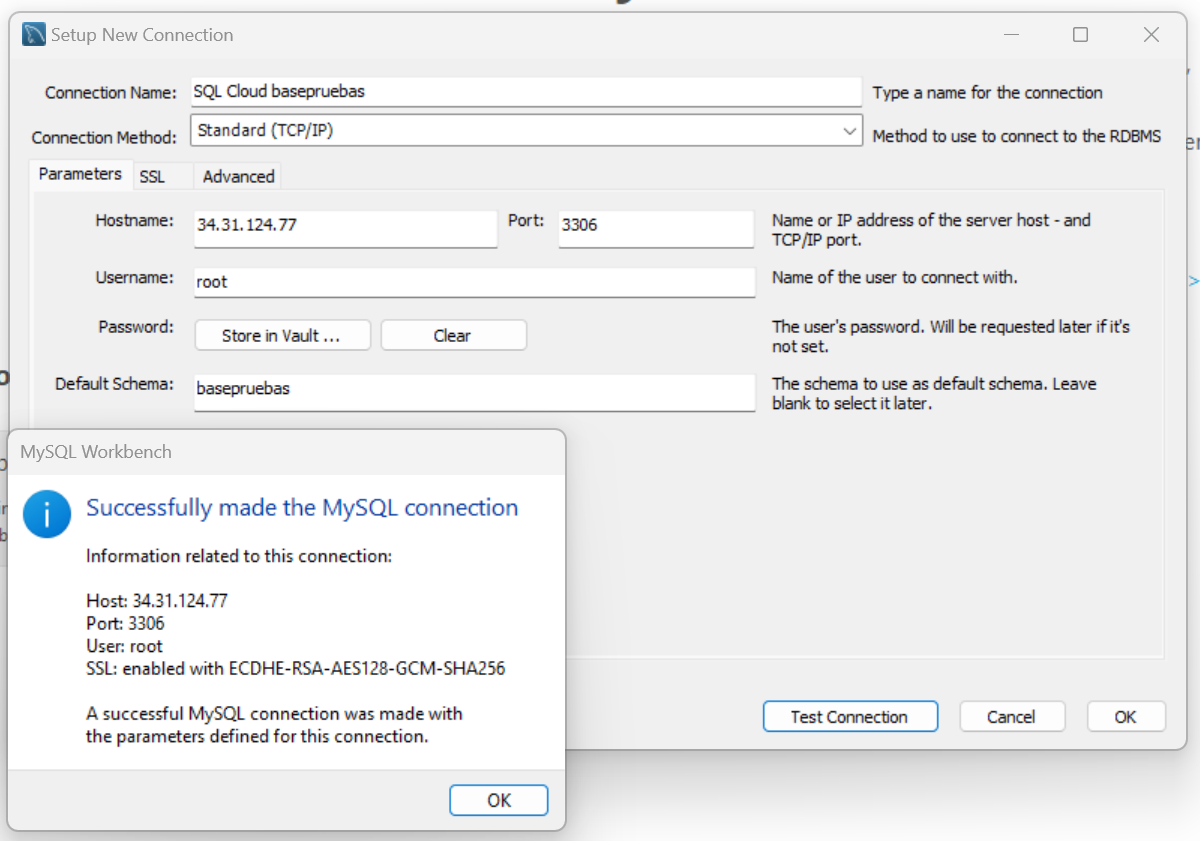 Setup New Connection
Connection Name: SQL Cloud basepruebas Type a name for the connection
Connection Method: Standard (TCP/IP) Method to use to connect to the RDBMS
Parameters SSL Advanced
Hostname: 34.31.124.77 Port: 3306 Name or IP address of the server host - and
TCP/IP port.
Username: root Name of the user to connect with.
Password: Store in Vault ... Clear The user's password. Will be requested later if it's
not set.
Default Schema: basepruebas The schema to use as default schema. Leave
blank to select it later.
MySQL Workbench
Successfully made the MySQL connection
Information related to this connection:
Host: 34.31.124.77
Port: 3306
User: root
SSL: enabled with ECDHE-RSA-AES128-GCM-SHA256
A successful MySQL connection was made with
the parameters defined for this connection.
OK
Test Connection Cancel OK